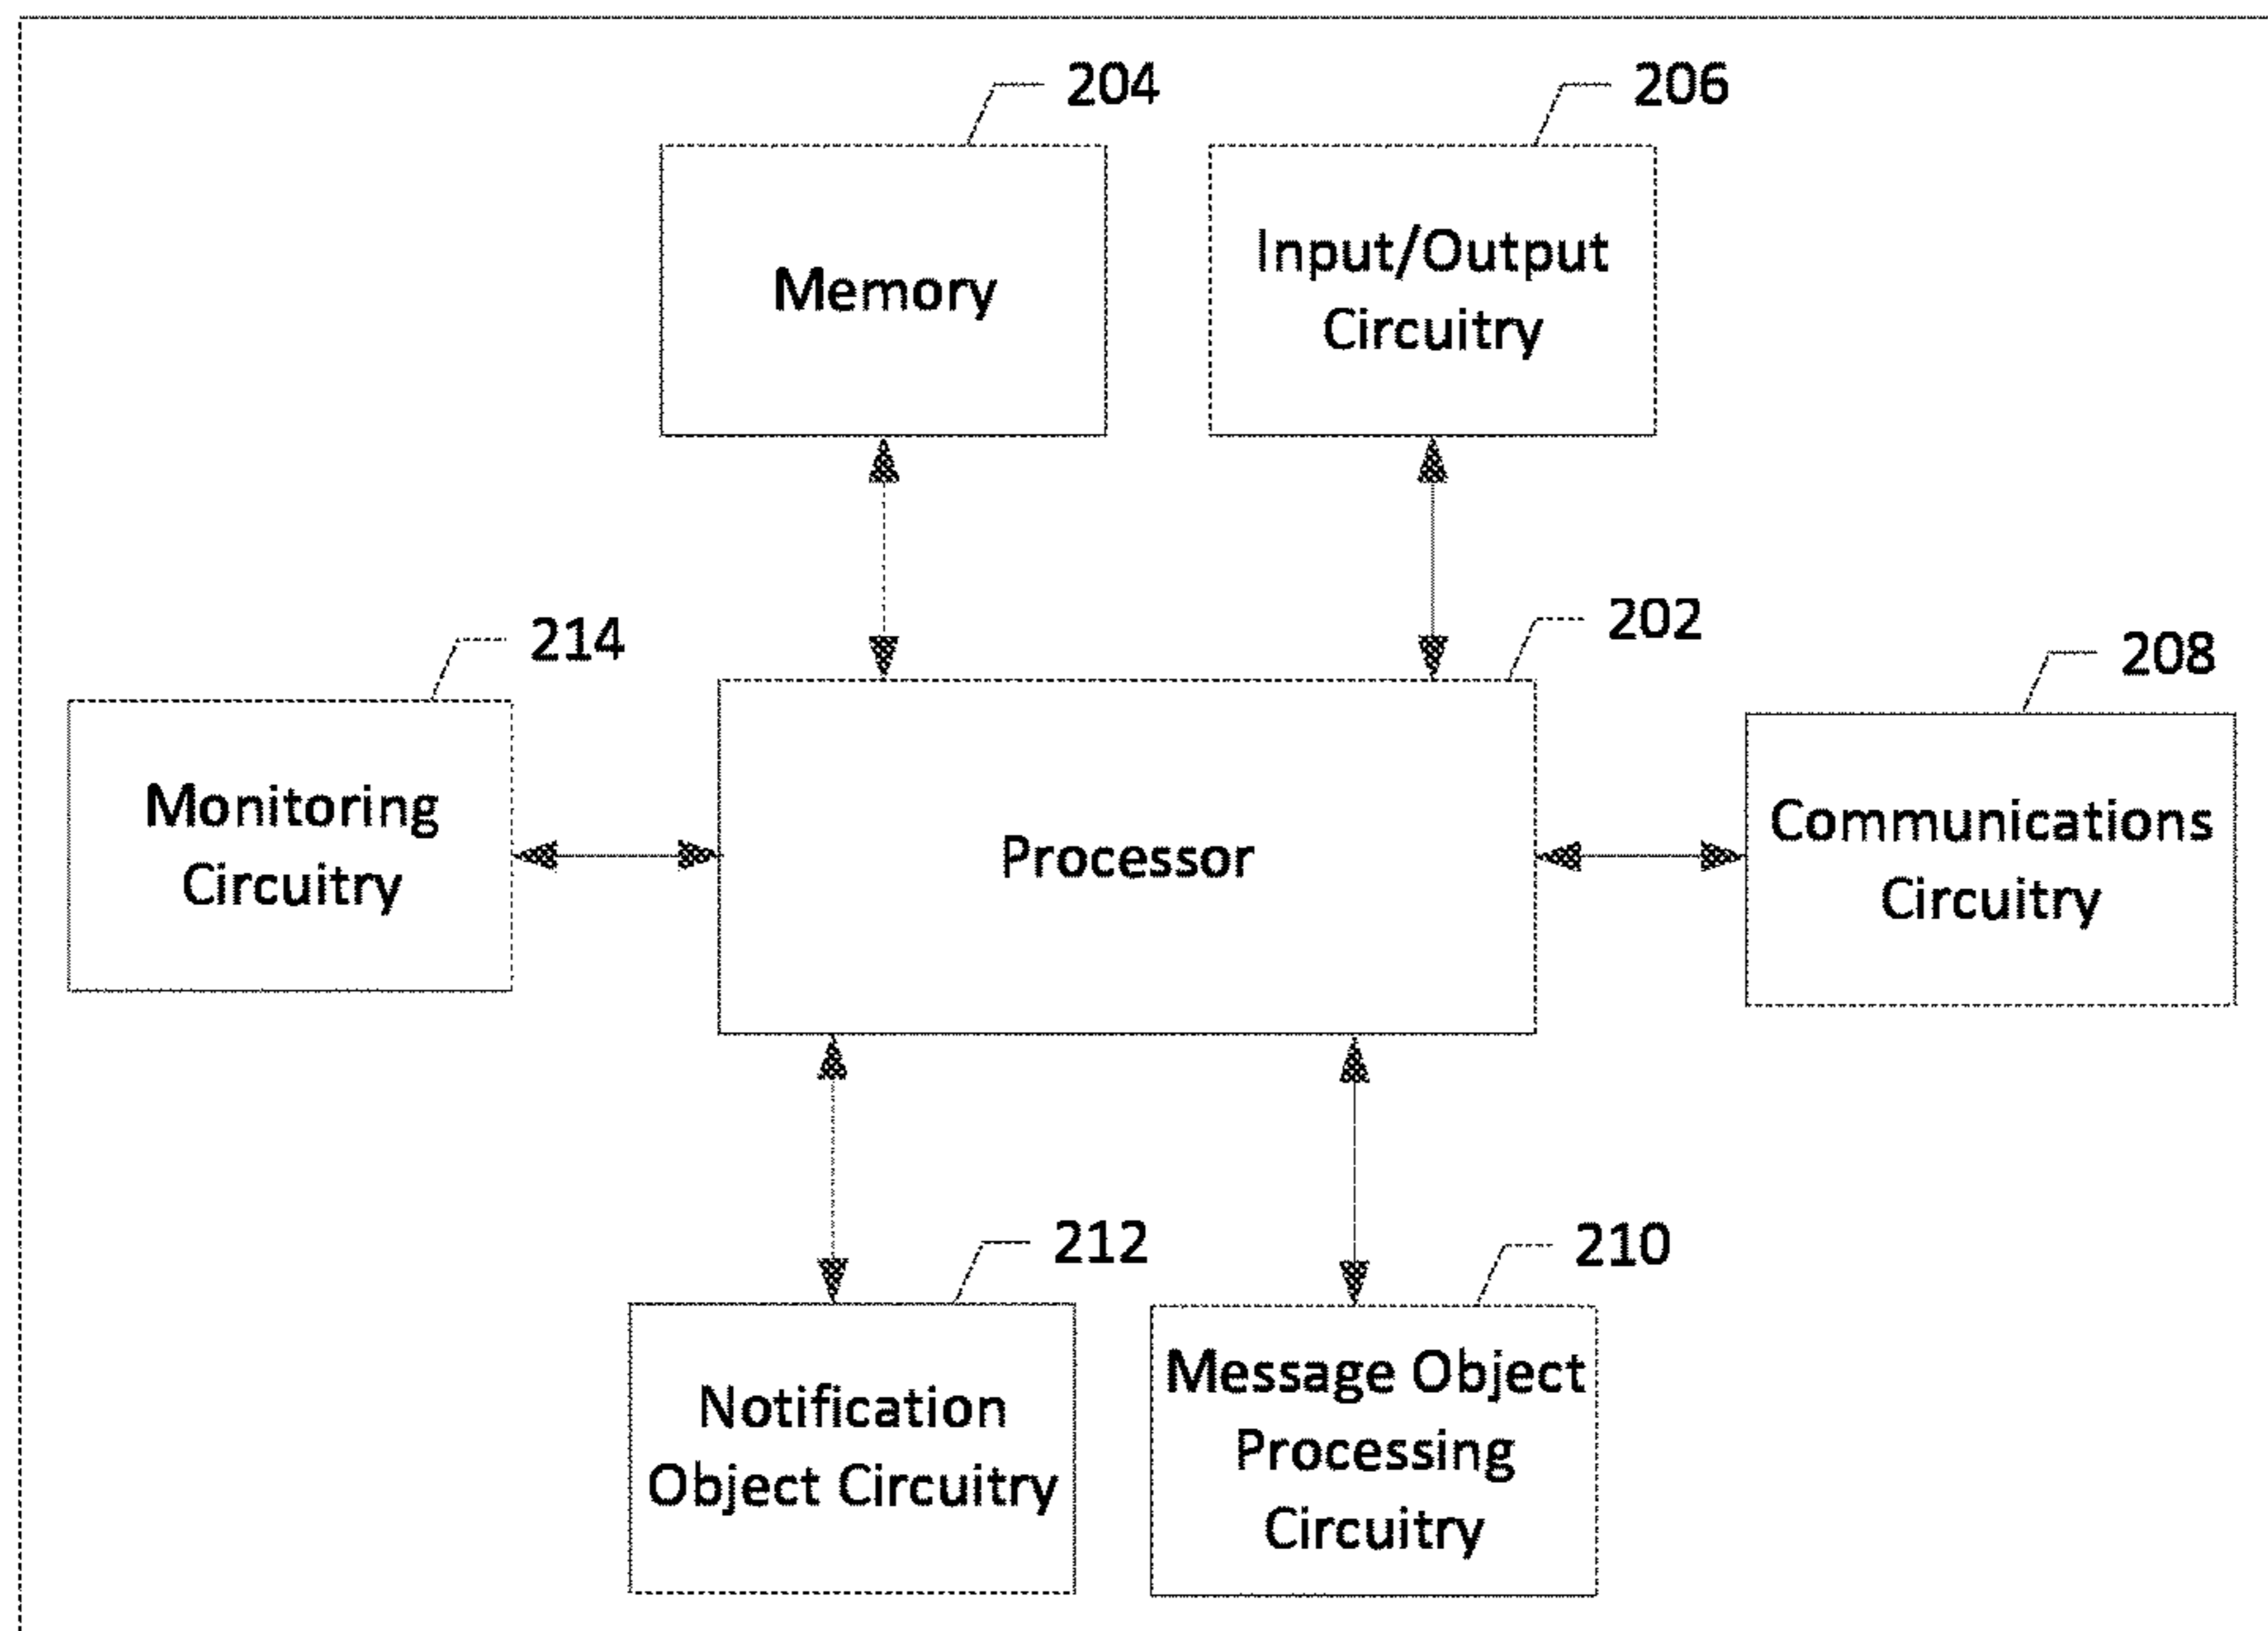 204
206
Memory
Input/Output
Circuitry
202
214
208
Monitoring
Circuitry
Processor
Communications
Circuitry
212
210
Notification
Object Circuitry
Message Object
Processing
Circuitry